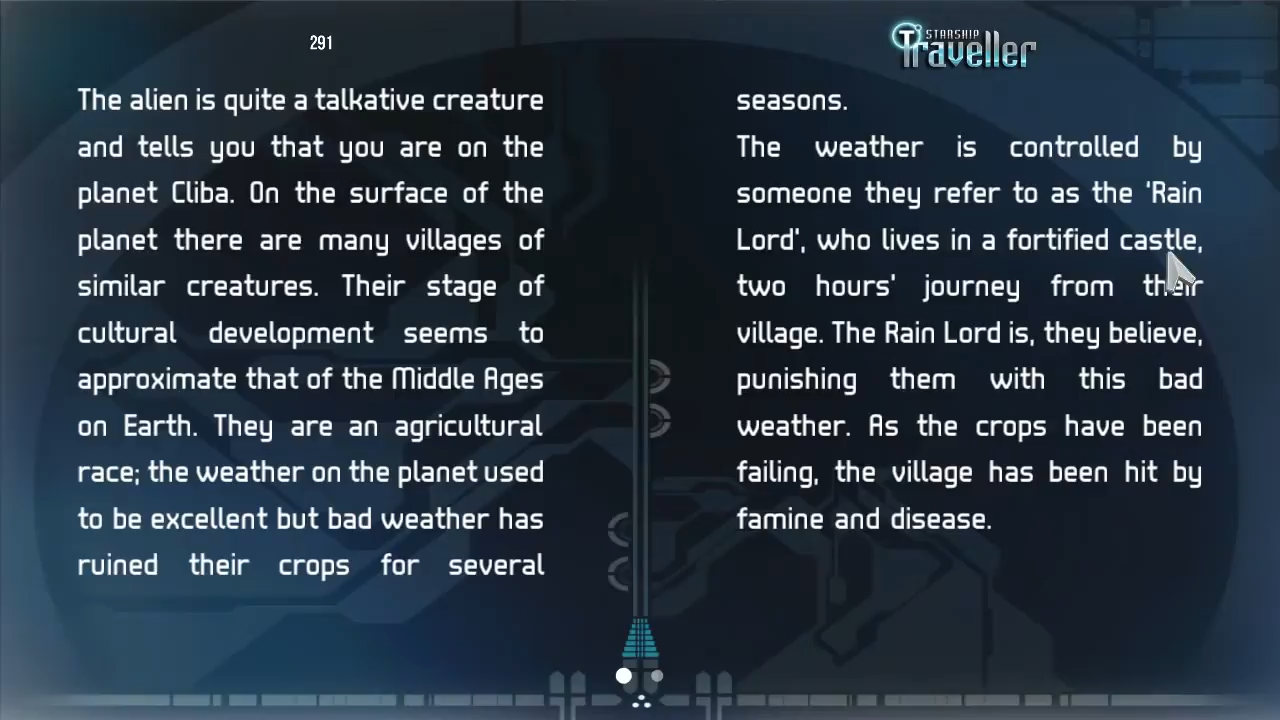 291
STARSHIP
Traveller
The alien is quite a talkative creature
and tells you that you are on the
planet Cliba. On the surface of the
planet there are many villages of
similar creatures. Their stage of
cultural development seems to
approximate that of the Middle Ages
on Earth. They are an agricultural
race; the weather on the planet used
to be excellent but bad weather has
ruined their crops for several
seasons.
The weather is controlled by
someone they refer to as the 'Rain
Lord', who lives in a fortified castle,
two hours' journey from their
village. The Rain Lord is, they believe,
punishing them with this bad
weather. As the crops have been
failing, the village has been hit by
famine and disease.